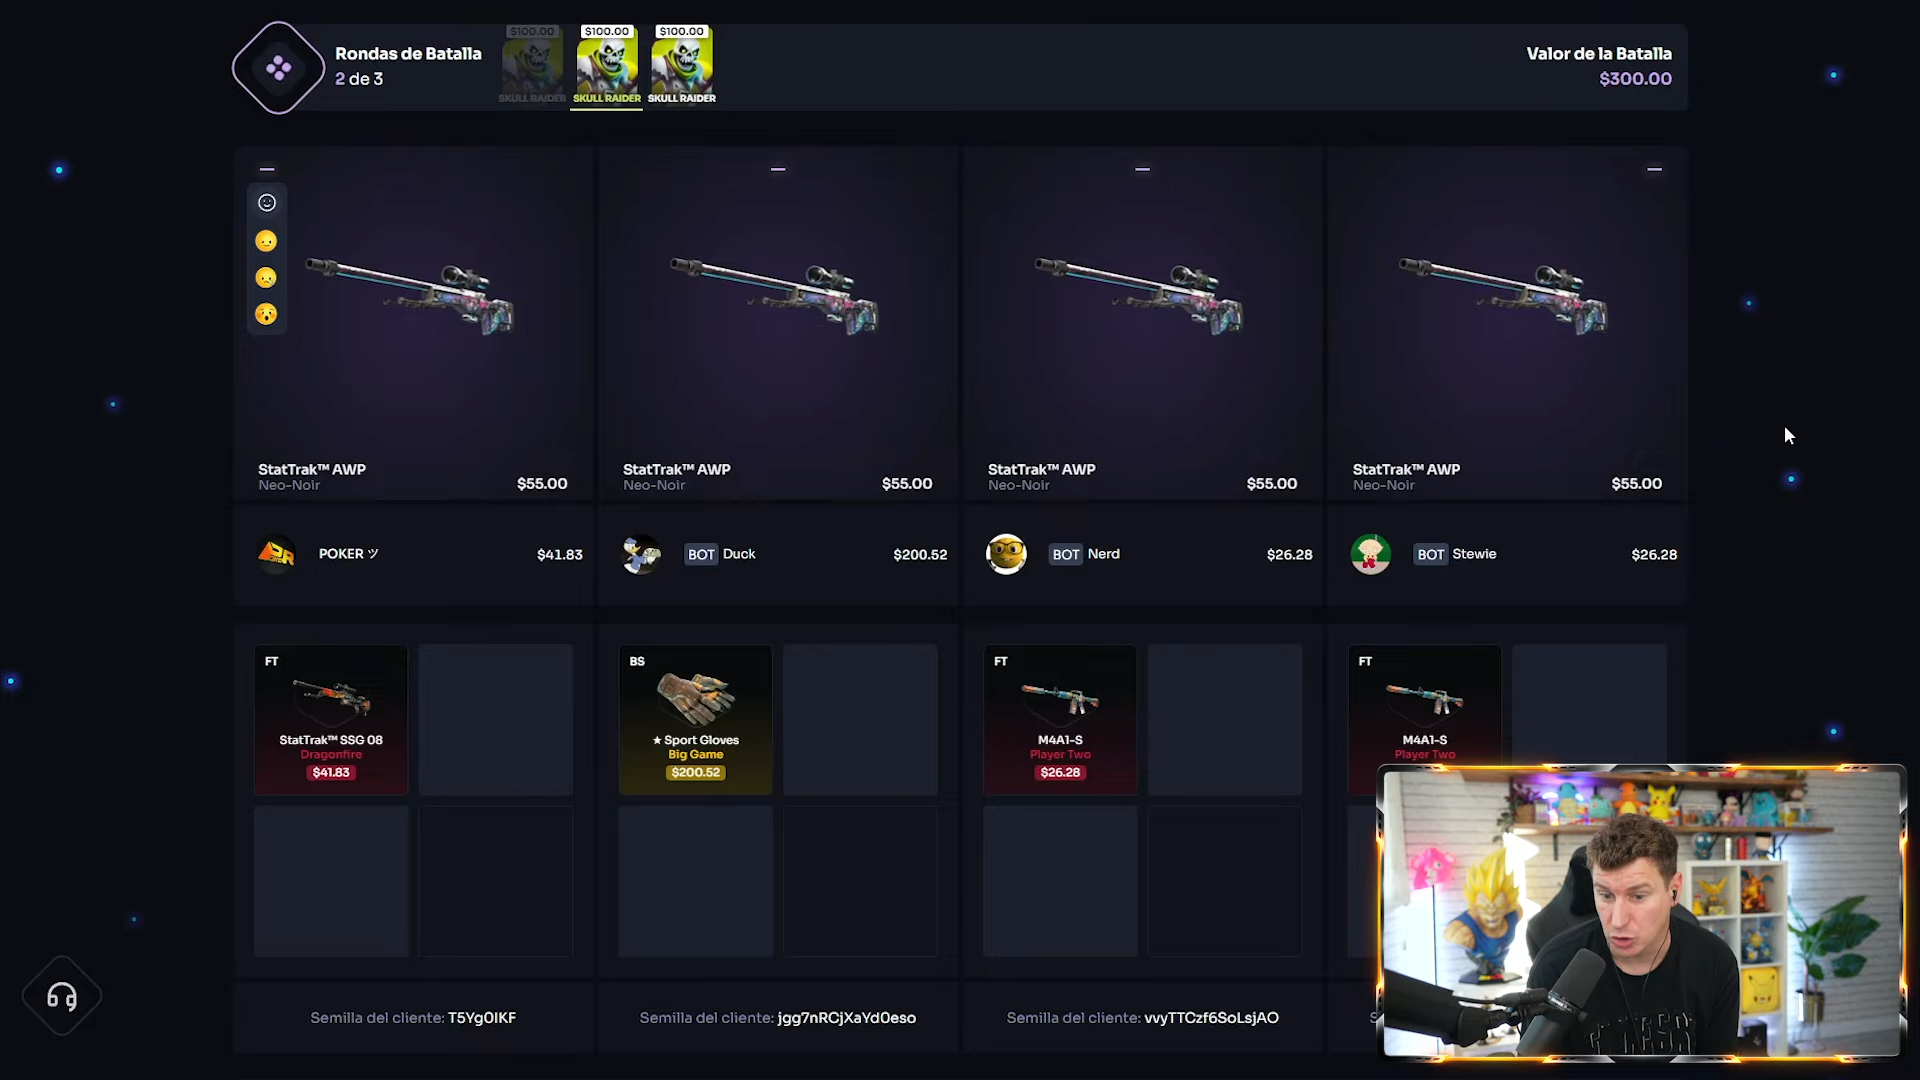 Rondas de Batalla
2 de 3
$100.00
SKULL RAIDER
$100.00
SKULL RAIDER
$100.00
SKULL RAIDER
Valor de la Batalla
$300.00
StatTrak™ AWP
Neo-Noir
$55.00
StatTrak™ AWP
Neo-Noir
$55.00
StatTrak™ AWP
Neo-Noir
$55.00
StatTrak™ AWP
Neo-Noir
$55.00
POKER ツ
$41.83
BOT Duck
$200.52
BOT Nerd
$26.28
BOT Stewie
$26.28
FT
StatTrak™ SSG 08
Dragonfire
$41.83
BS
★ Sport Gloves
Big Game
$200.52
FT
M4A1-S
Player Two
$26.28
FT
M4A1-S
Player Two
Semilla del cliente: T5Yg0IKF
Semilla del cliente: jgg7nRCjXaYd0eso
Semilla del cliente: vvyTTCzf6SoLsjAO